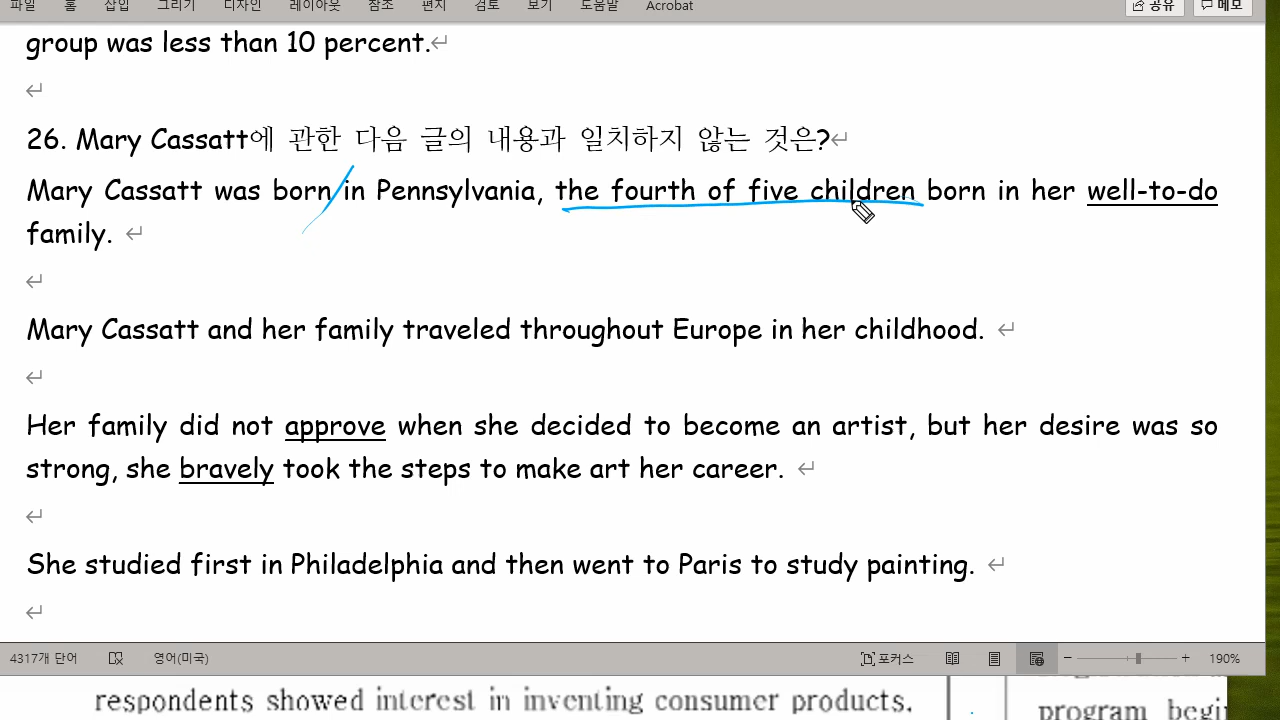 파일 홈 삽입 그리기 디자인 레이아웃 참조 편지 검토 보기 도움말 Acrobat 공유 메모
group was less than 10 percent.
26. Mary Cassatt에 관한 다음 글의 내용과 일치하지 않는 것은?
Mary Cassatt was born in Pennsylvania, the fourth of five children born in her well-to-do
family.
Mary Cassatt and her family traveled throughout Europe in her childhood.
Her family did not approve when she decided to become an artist, but her desire was so
strong, she bravely took the steps to make art her career.
She studied first in Philadelphia and then went to Paris to study painting.
4317개 단어 영어(미국) 포커스 190%
respondents showed interest in inventing consumer products.
program